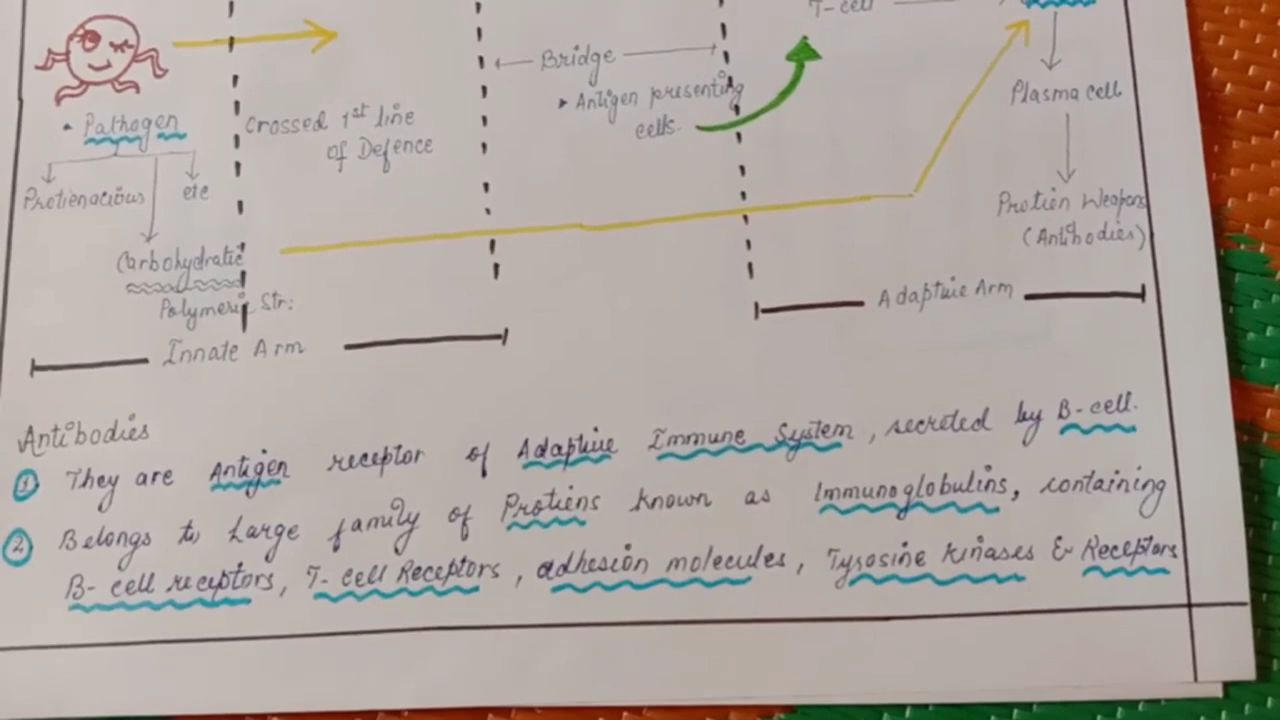 T-cell
Bridge
Plasma cell
▸ Antigen presenting
cells.
Pathogen
Crossed 1st line
of Defence
Protienacious
etc
Carbohydratic
Polymeric Str:
Protien Weapons
(Antibodies)
Innate Arm
Adaptive Arm
Antibodies
① They are Antigen receptor of Adaptive Immune System, secreted by B-cell.
② Belongs to Large family of Protiens known as Immunoglobulins, containing
B-cell receptors, T-cell Receptors, adhesion molecules, Tyrosine kinases & Receptors